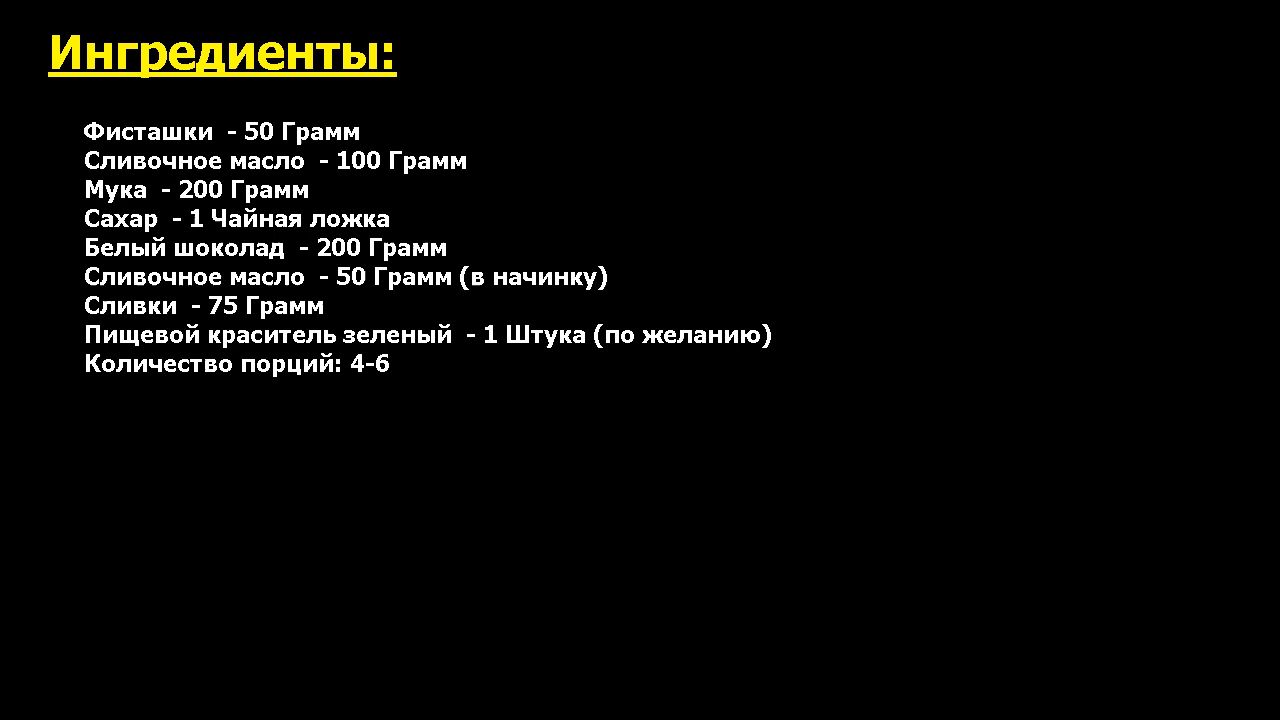 Ингредиенты:
Фисташки  - 50 Грамм
Сливочное масло  - 100 Грамм
Мука  - 200 Грамм
Сахар  - 1 Чайная ложка
Белый шоколад  - 200 Грамм
Сливочное масло  - 50 Грамм (в начинку)
Сливки  - 75 Грамм
Пищевой краситель зеленый  - 1 Штука (по желанию)
Количество порций: 4-6